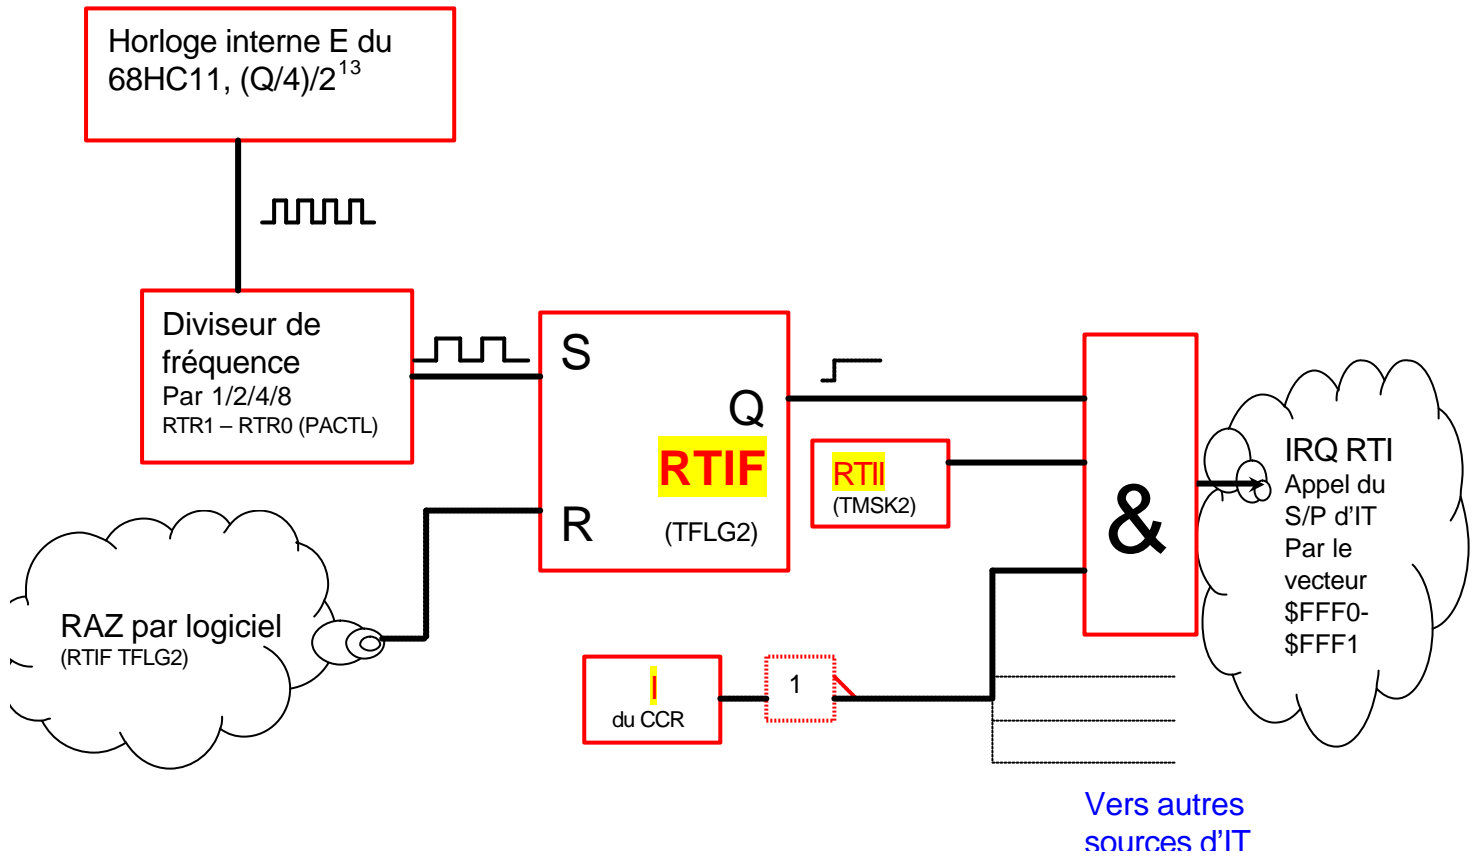 Horloge interne E du
68HC11, (Q/4)/2^13
Diviseur de
fréquence
Par 1/2/4/8
RTR1 – RTR0 (PACTL)
S
Q
RTIF
(TFLG2)
R
RTII
(TMSK2)
&
IRQ RTI
Appel du
S/P d'IT
Par le
vecteur
$FFF0-
$FFF1
RAZ par logiciel
(RTIF TFLG2)
I
du CCR
1
Vers autres
sources d'IT